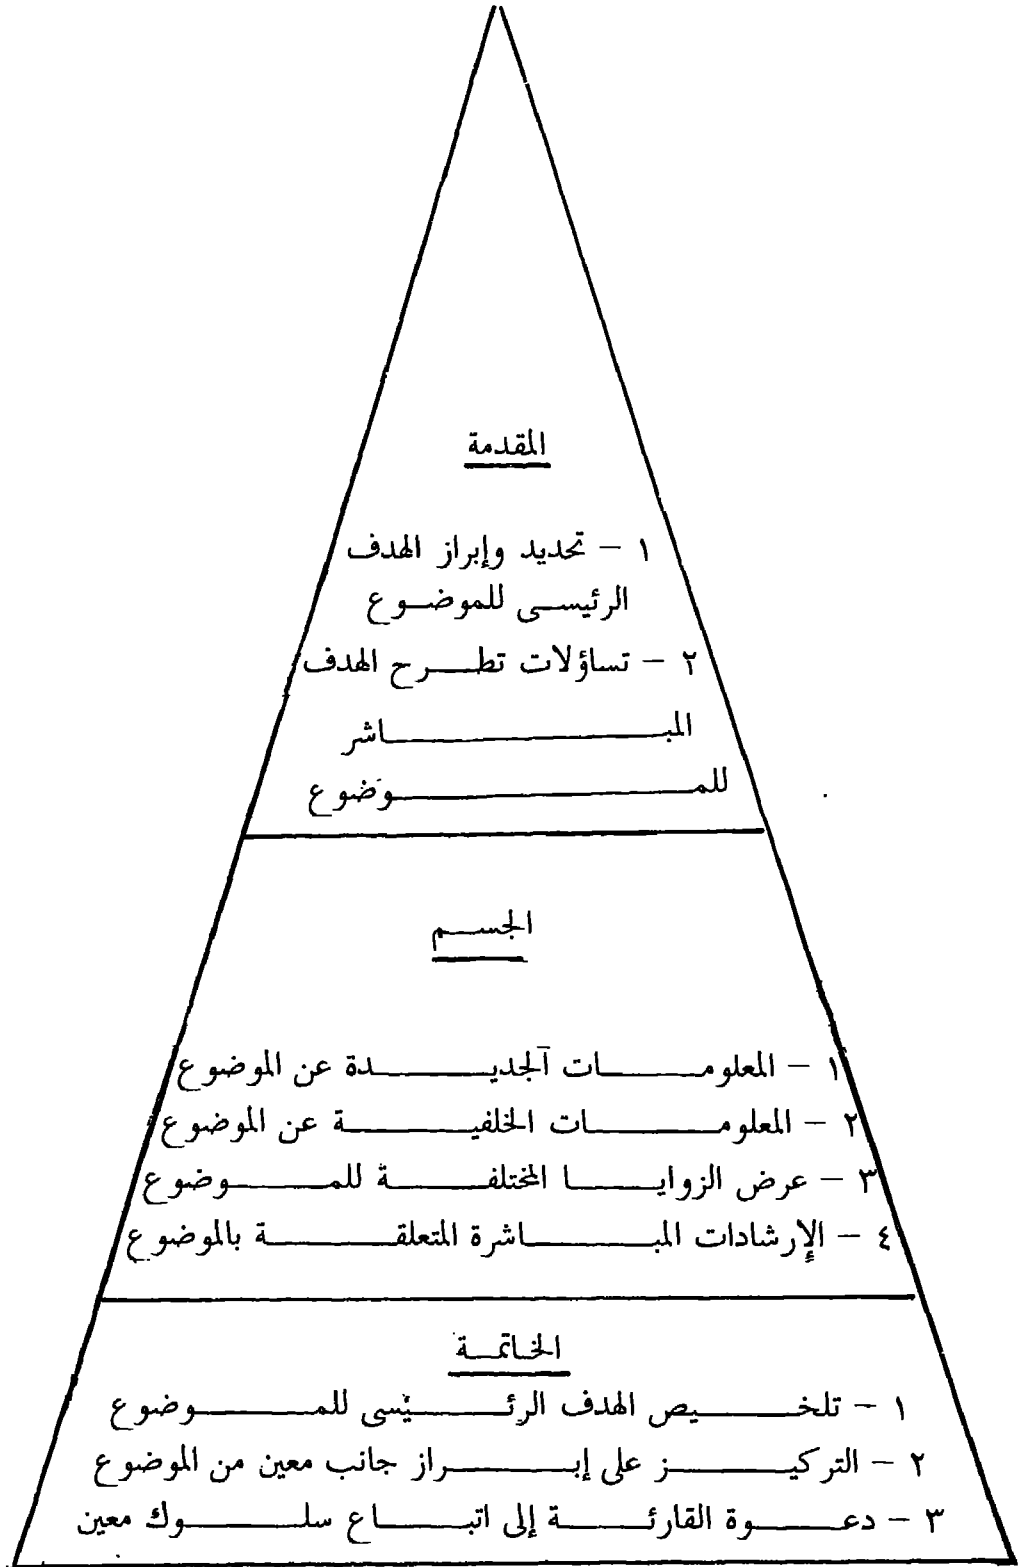 المقدمة
١ – تحديد وإبراز الهدف
الرئيسى للموضوع
٢ – تساؤلات تطرح الهدف
المباشر
للموضوع
الجسم
١ – المعلومات الجديدة عن الموضوع
٢ – المعلومات الخلفية عن الموضوع
٣ – عرض الزوايا المختلفة للموضوع
٤ – الإرشادات المباشرة المتعلقة بالموضوع
الخاتمة
١ – تلخيص الهدف الرئيسى للموضوع
٢ – التركيز على إبراز جانب معين من الموضوع
٣ – دعوة القارئة إلى اتباع سلوك معين